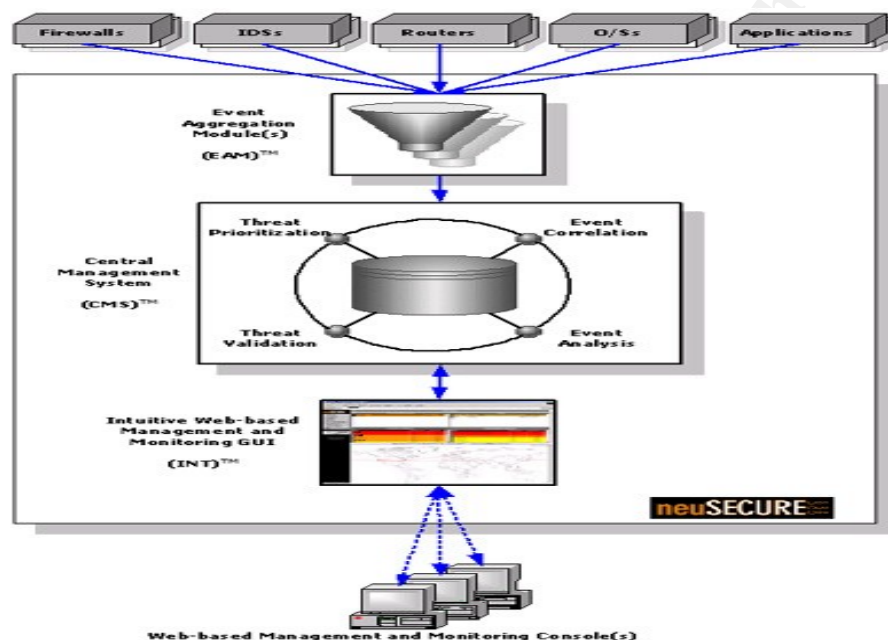 Firewalls
IDSs
Routers
O/Ss
Applications
Event
Aggregation
Module(s)
(EAM)™
Threat
Prioritization
Event
Correlation
Central
Management
System
(CMS)™
Threat
Validation
Event
Analysis
Intuitive Web-based
Management and
Monitoring GUI
(INT)™
neuSECURE
Web-based Management and Monitoring Console(s)